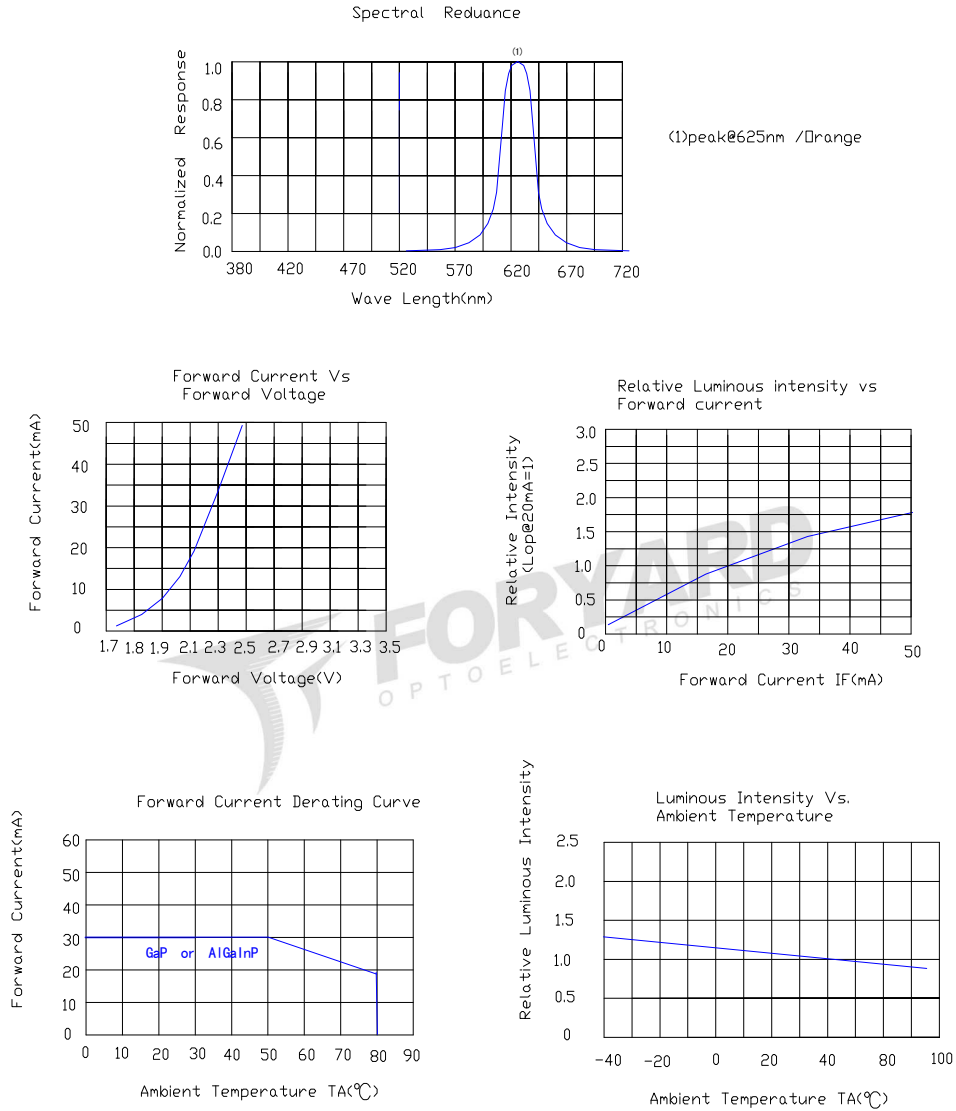 Spectral Reduance
(1)
Normalized Response
1.0
0.8
0.6
0.4
0.2
0.0
380 420 470 520 570 620 670 720
Wave Length(nm)
(1)peak@625nm /▯range
Forward Current Vs
Forward Voltage
Forward Current(mA)
50
40
30
20
10
0
1.7 1.8 1.9 2.1 2.3 2.5 2.7 2.9 3.1 3.3 3.5
Forward Voltage(V)
Relative Luminous intensity vs
Forward current
Relative Intensity
(Lop@20mA=1)
3.0
2.5
2.0
1.5
1.0
0.5
0
0 10 20 30 40 50
Forward Current IF(mA)
FORYARD
OPTOELECTRONICS
Forward Current Derating Curve
Forward Current(mA)
60
50
40
30
20
10
0
GaP or AlGaInP
0 10 20 30 40 50 60 70 80 90
Ambient Temperature TA(℃)
Luminous Intensity Vs.
Ambient Temperature
Relative Luminous Intensity
2.5
2.0
1.5
1.0
0.5
0
-40 -20 0 20 40 80 100
Ambient Temperature TA(℃)